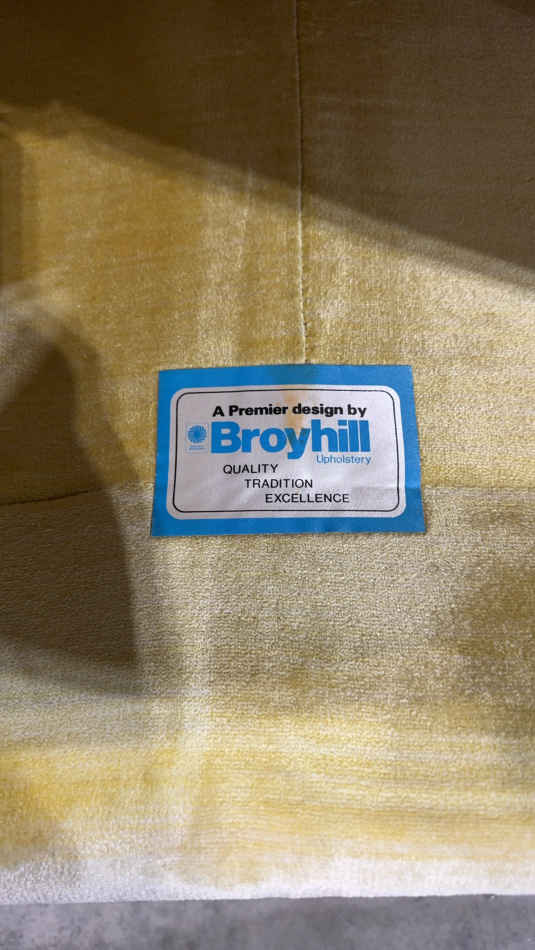 A Premier design by
Broyhill
Upholstery
QUALITY
TRADITION
EXCELLENCE